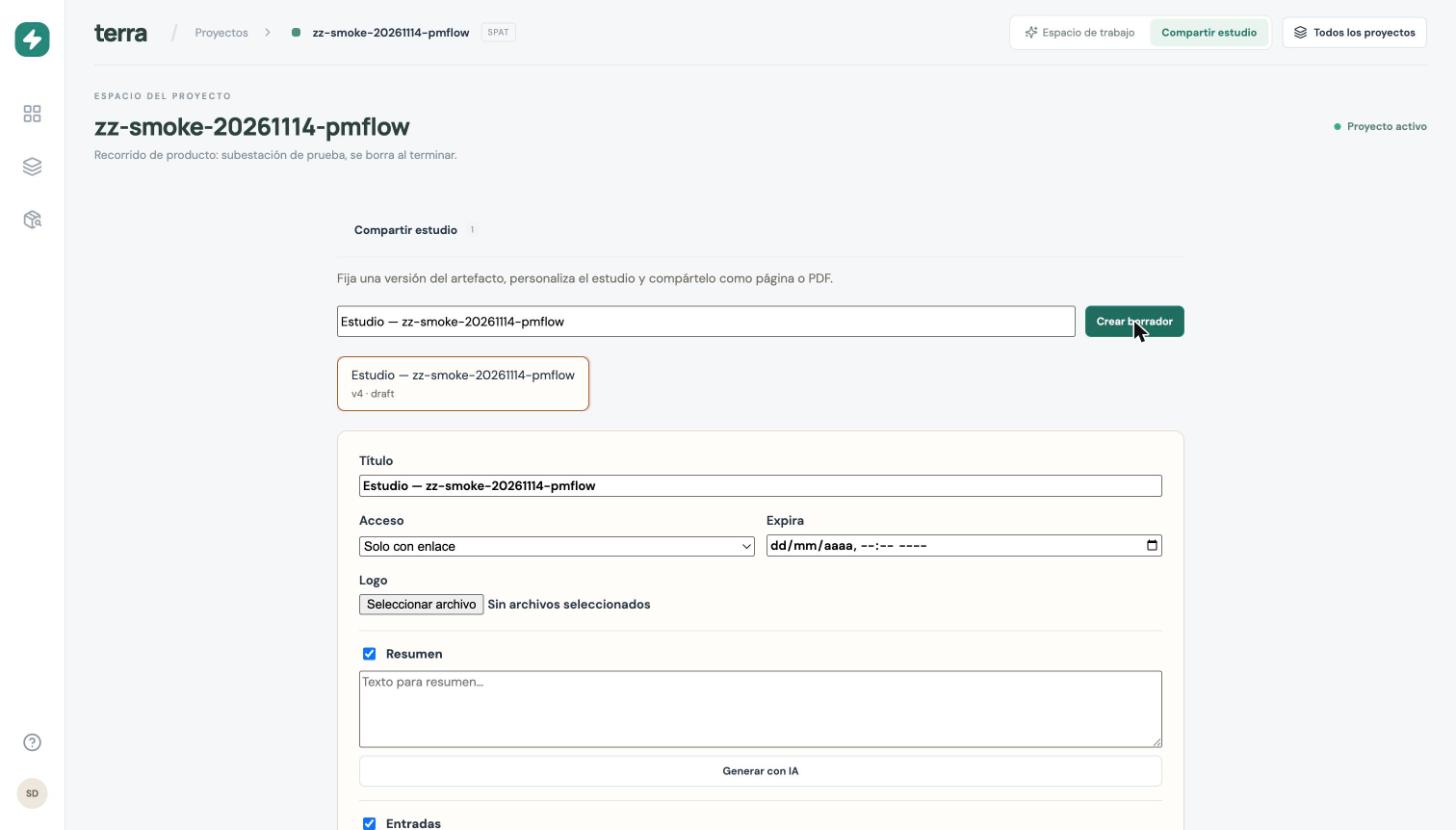 terra / Proyectos > zz-smoke-20261114-pmflow SPAT Espacio de trabajo Compartir estudio Todos los proyectos
ESPACIO DEL PROYECTO
zz-smoke-20261114-pmflow
Proyecto activo
Recorrido de producto: subestación de prueba, se borra al terminar.
Compartir estudio 1
Fija una versión del artefacto, personaliza el estudio y compártelo como página o PDF.
Estudio — zz-smoke-20261114-pmflow Crear borrador
Estudio — zz-smoke-20261114-pmflow
v4 · draft
Título
Estudio — zz-smoke-20261114-pmflow
Acceso Expira
Solo con enlace dd/mm/aaaa, --:-- ----
Logo
Seleccionar archivo Sin archivos seleccionados
Resumen
Texto para resumen…
Generar con IA
Entradas
SD